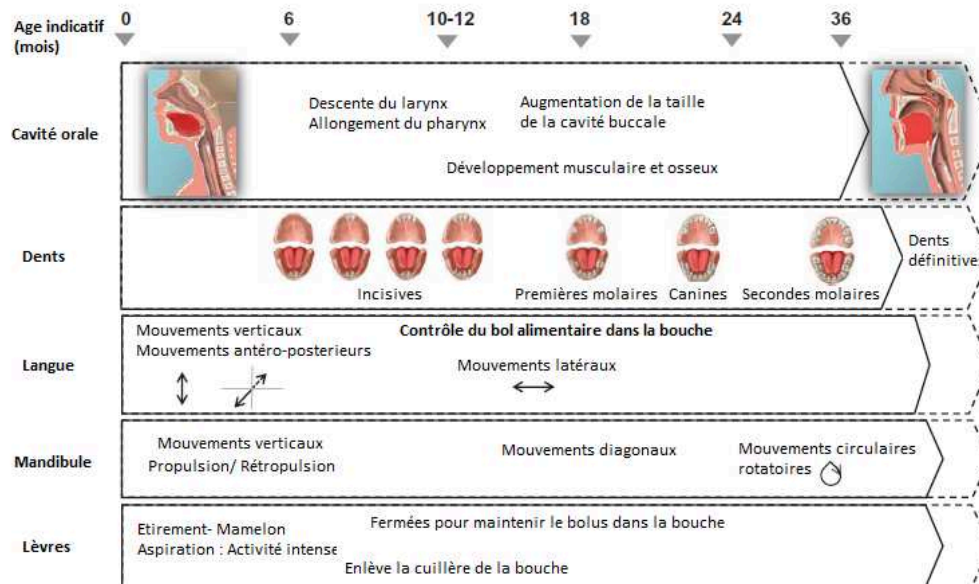 Age indicatif
(mois)
0 6 10-12 18 24 36
Cavité orale
Descente du larynx
Allongement du pharynx
Augmentation de la taille
de la cavité buccale
Développement musculaire et osseux
Dents
Incisives
Premières molaires
Canines
Secondes molaires
Dents
définitives
Langue
Mouvements verticaux
Mouvements antéro-posterieurs
Contrôle du bol alimentaire dans la bouche
Mouvements latéraux
Mandibule
Mouvements verticaux
Propulsion/ Rétropulsion
Mouvements diagonaux
Mouvements circulaires
rotatoires
Lèvres
Etirement- Mamelon
Aspiration : Activité intense
Fermées pour maintenir le bolus dans la bouche
Enlève la cuillère de la bouche